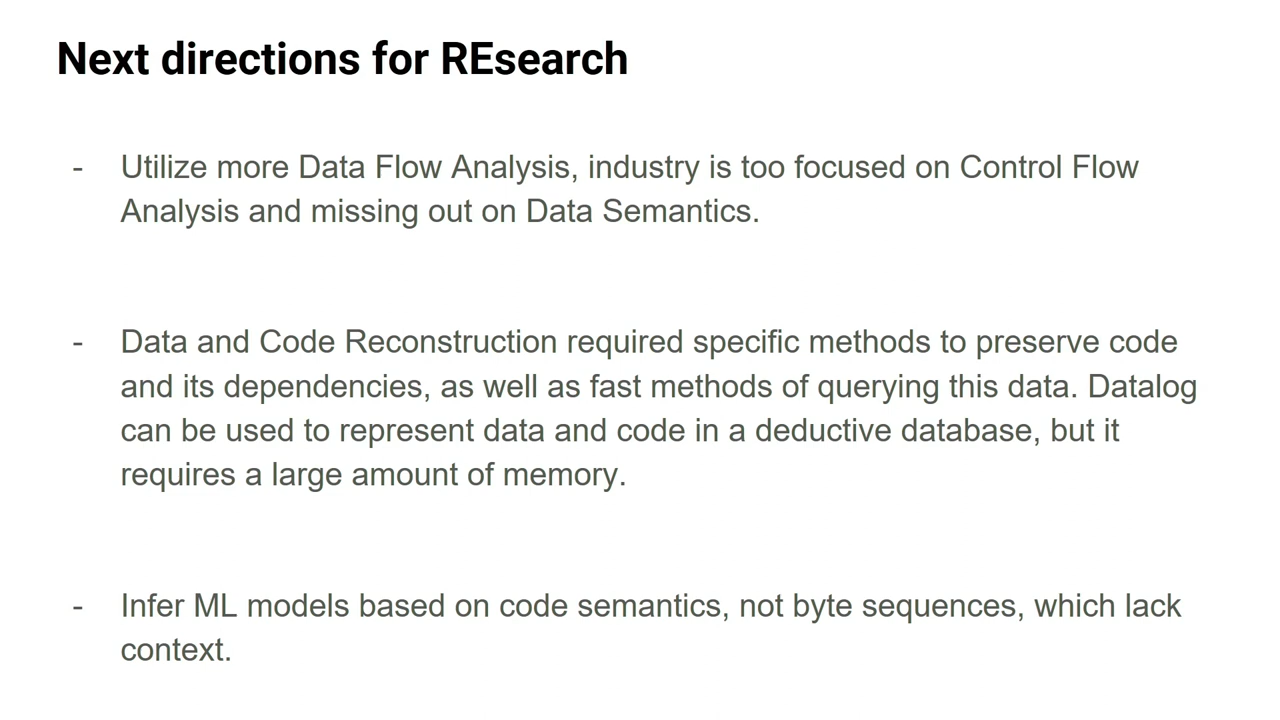 Next directions for REsearch
- Utilize more Data Flow Analysis, industry is too focused on Control Flow
Analysis and missing out on Data Semantics.
- Data and Code Reconstruction required specific methods to preserve code
and its dependencies, as well as fast methods of querying this data. Datalog
can be used to represent data and code in a deductive database, but it
requires a large amount of memory.
- Infer ML models based on code semantics, not byte sequences, which lack
context.